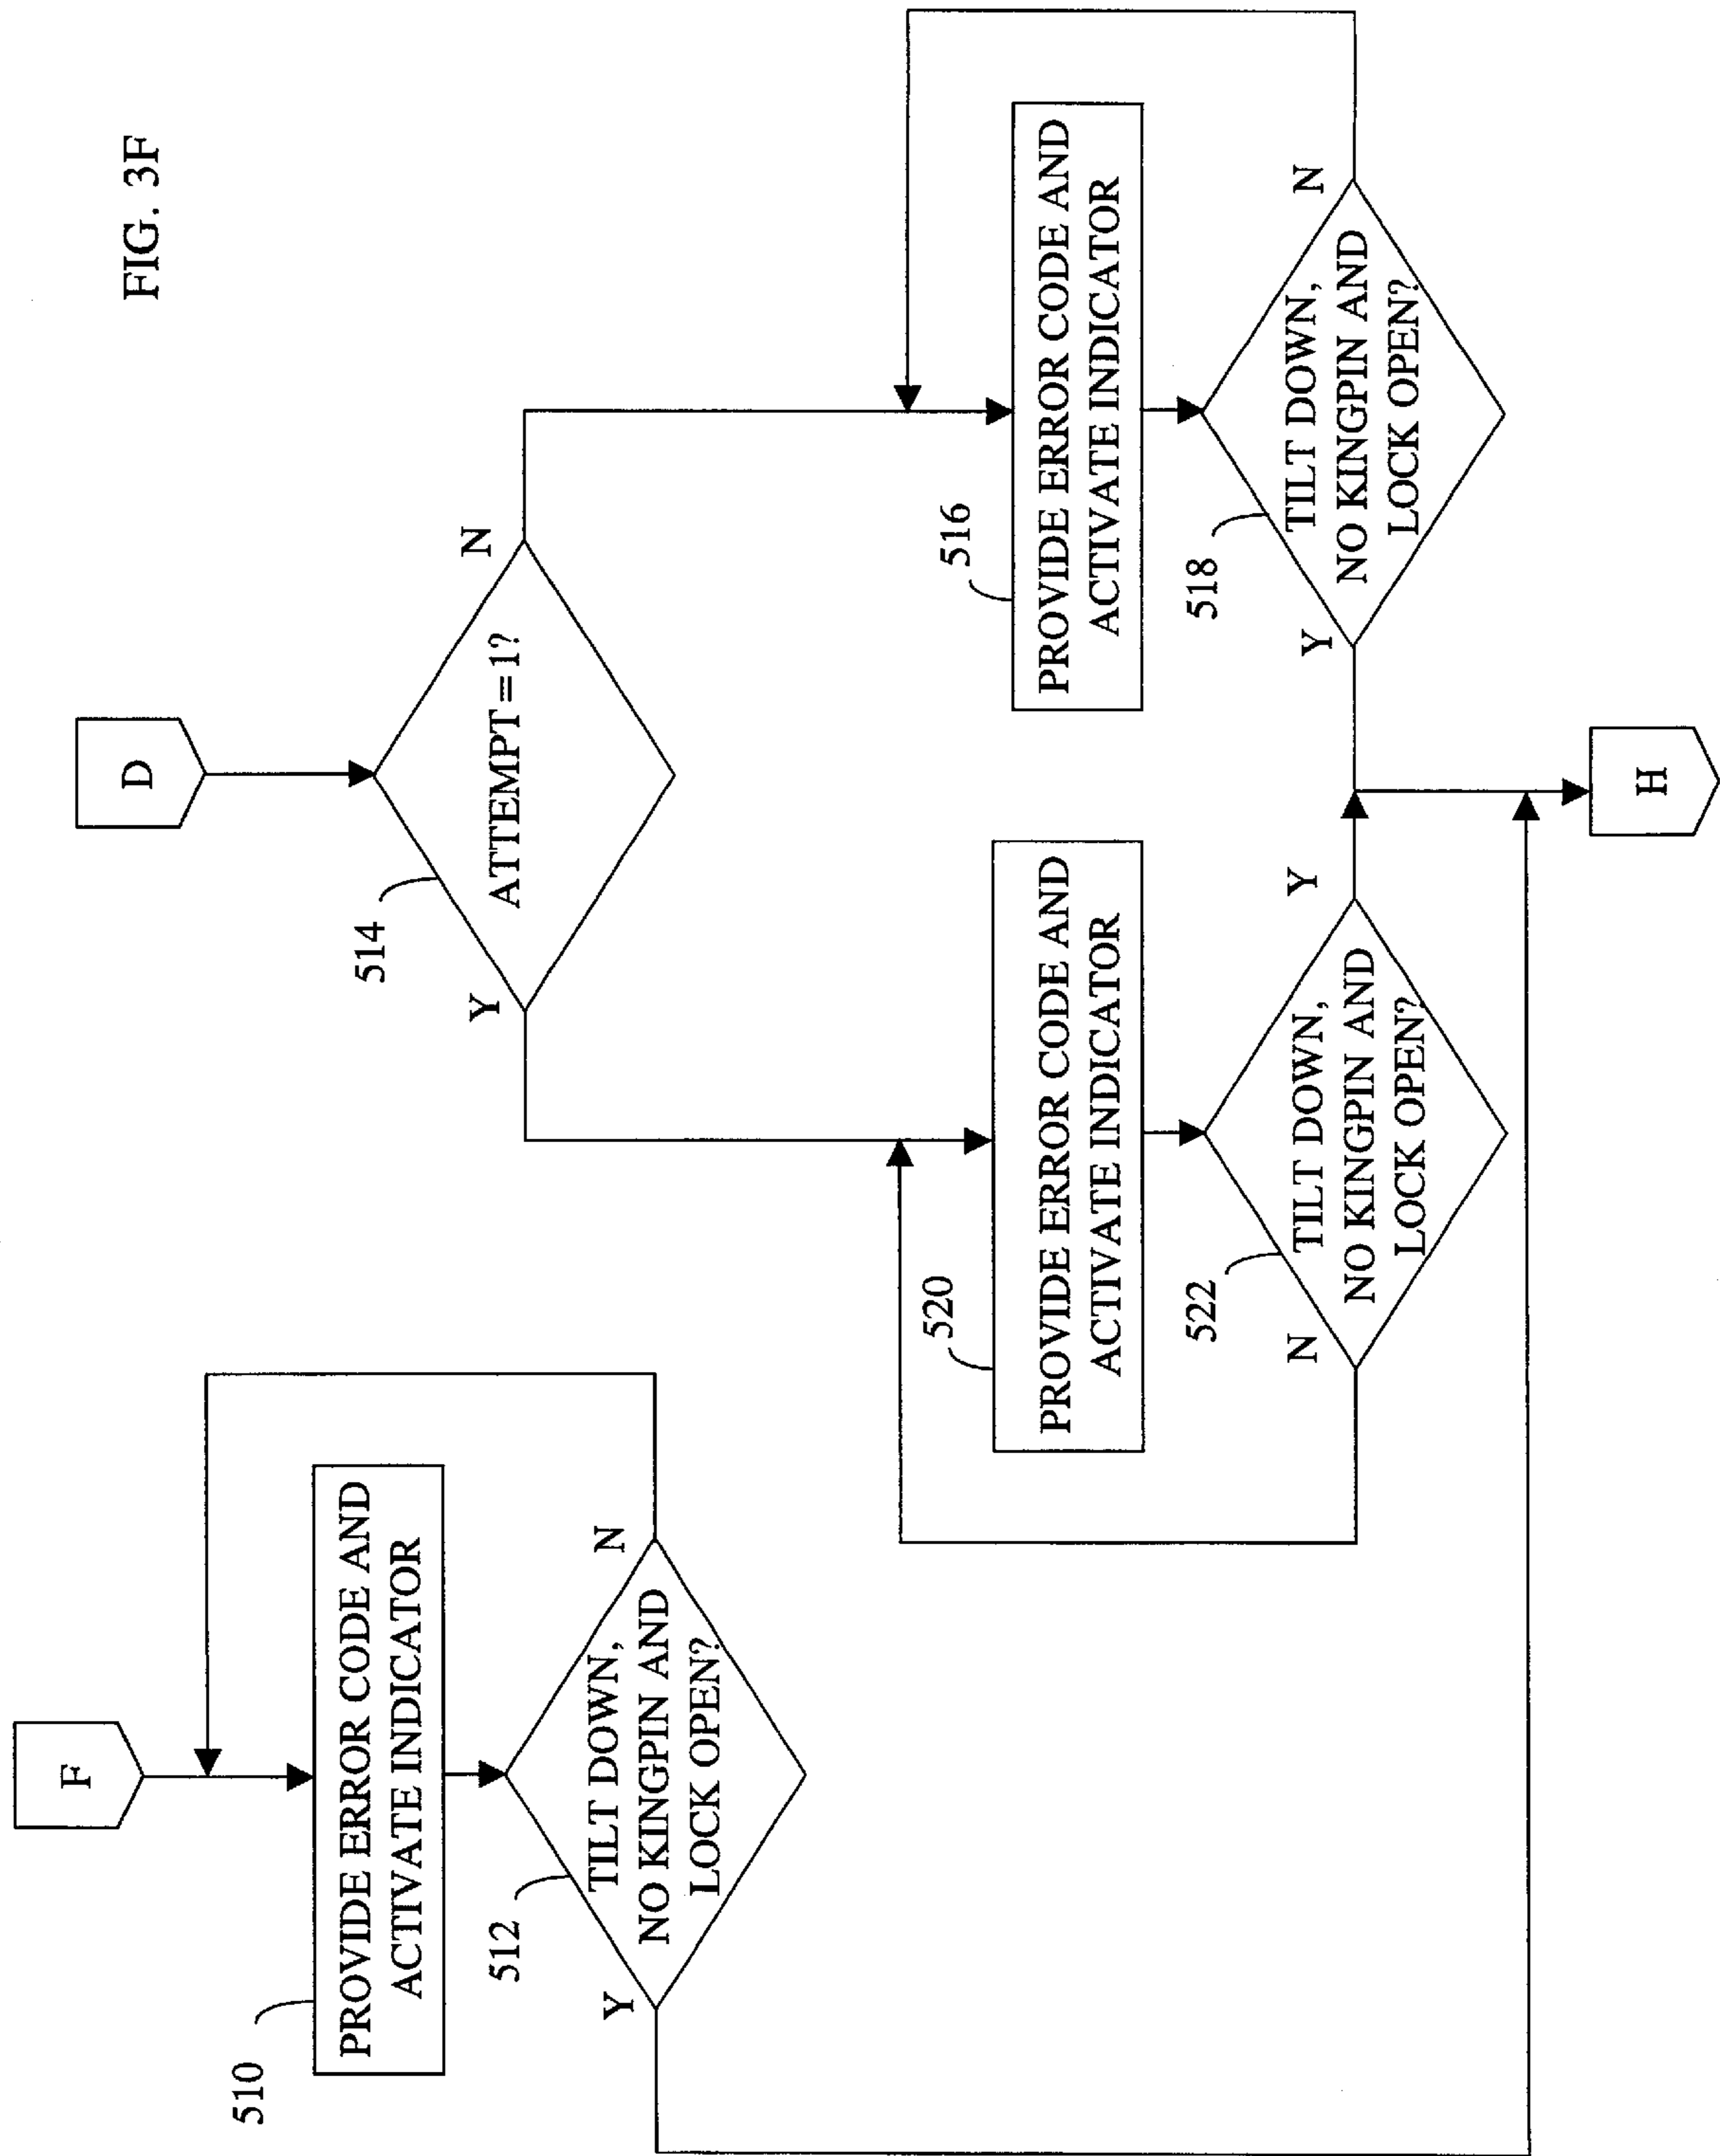 FIG. 3F
F
510
PROVIDE ERROR CODE AND
ACTIVATE INDICATOR
512
TILT DOWN,
NO KINGPIN AND
LOCK OPEN?
Y
N
D
514
ATTEMPT = 1?
Y
N
520
PROVIDE ERROR CODE AND
ACTIVATE INDICATOR
522
TILT DOWN,
NO KINGPIN AND
LOCK OPEN?
N
Y
516
PROVIDE ERROR CODE AND
ACTIVATE INDICATOR
518
TILT DOWN,
NO KINGPIN AND
LOCK OPEN?
Y
N
H